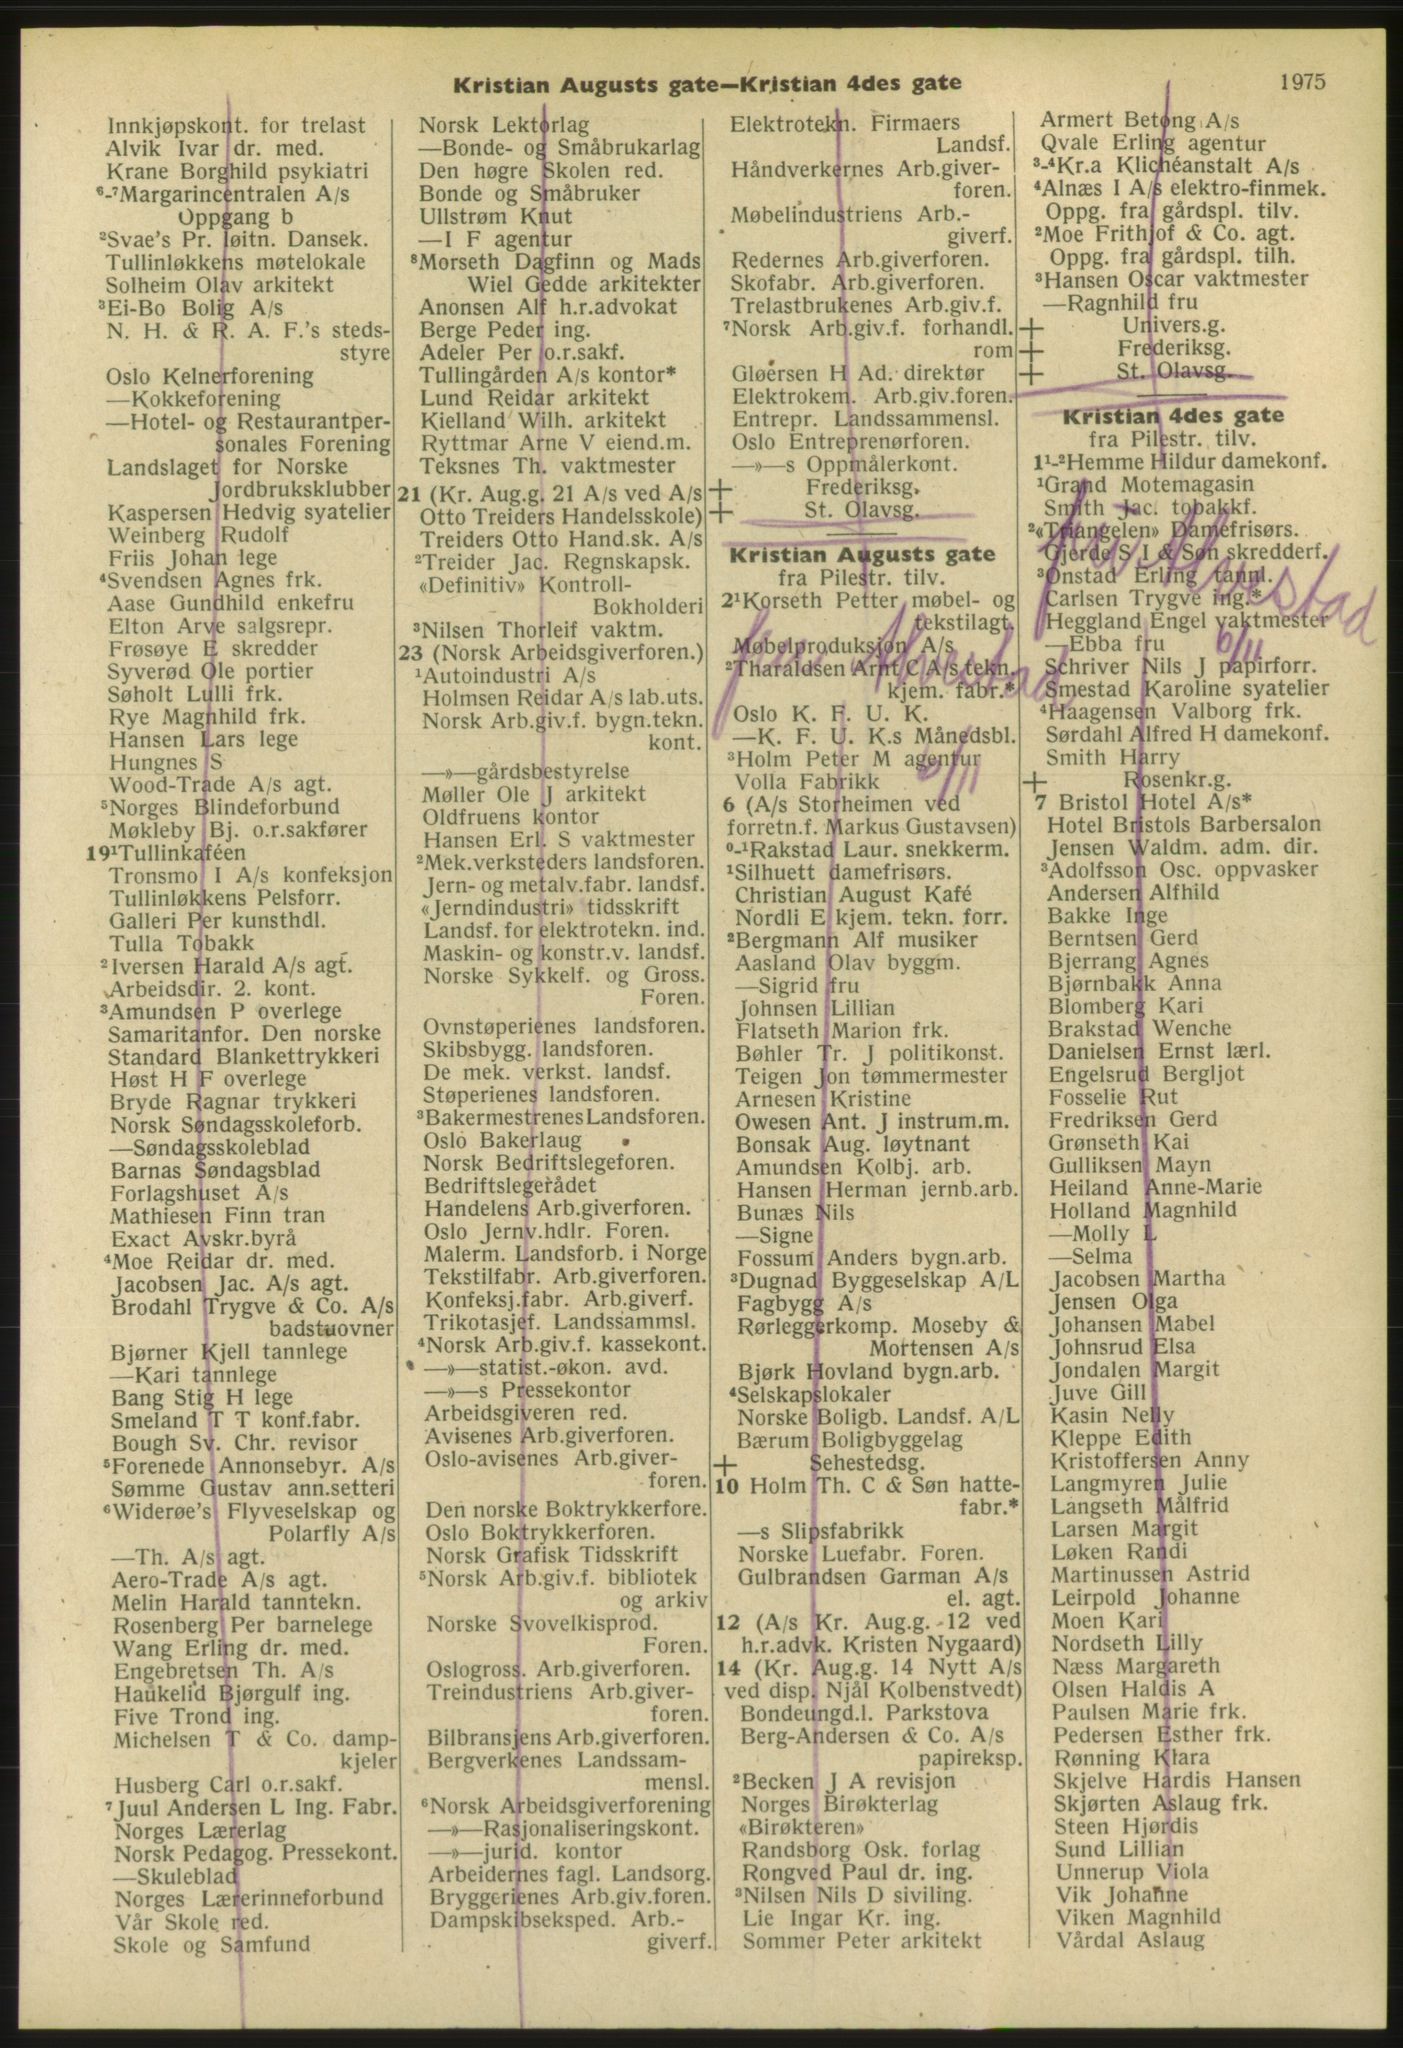 Kristian Augusts gate—Kristian 4des gate
1975
Innkjøpskont. for trelast
Alvik Ivar dr. med.
Krane Borghild psykiatri
⁶-⁷Margarincentralen A/s
Oppgang b
²Svae's Pr. løitn. Dansek.
Tullinløkkens møtelokale
Solheim Olav arkitekt
³Ei-Bo Bolig A/s
N. H. & R. A. F.'s steds-
styre
Oslo Kelnerforening
—Kokkeforening
—Hotel- og Restaurantper-
sonales Forening
Landslaget for Norske
Jordbruksklubber
Kaspersen Hedvig syatelier
Weinberg Rudolf
Friis Johan lege
⁴Svendsen Agnes frk.
Aase Gundhild enkefru
Elton Arve salgsrepr.
Frøsøye E skredder
Syverød Ole portier
Søholt Lulli frk.
Rye Magnhild frk.
Hansen Lars lege
Hungnes S
Wood-Trade A/s agt.
⁵Norges Blindeforbund
Møkleby Bj. o.r.sakfører
19¹Tullinkaféen
Tronsmo I A/s konfeksjon
Tullinløkkens Pelsforr.
Galleri Per kunsthdl.
Tulla Tobakk
²Iversen Harald A/s agt.
Arbeidsdir. 2. kont.
³Amundsen P overlege
Samaritanfor. Den norske
Standard Blankettrykkeri
Høst H F overlege
Bryde Ragnar trykkeri
Norsk Søndagsskoleforb.
—Søndagsskoleblad
Barnas Søndagsblad
Forlagshuset A/s
Mathiesen Finn tran
Exact Avskr.byrå
⁴Moe Reidar dr. med.
Jacobsen Jac. A/s agt.
Brodahl Trygve & Co. A/s
badstuovner
Bjørner Kjell tannlege
—Kari tannlege
Bang Stig H lege
Smeland T T konf.fabr.
Bough Sv. Chr. revisor
⁵Forenede Annonsebyr. A/s
Sømme Gustav ann.setteri
⁶Widerøe's Flyveselskap og
Polarfly A/s
—Th. A/s agt.
Aero-Trade A/s agt.
Melin Harald tanntekn.
Rosenberg Per barnelege
Wang Erling dr. med.
Engebretsen Th. A/s
Haukelid Bjørgulf ing.
Five Trond ing.
Michelsen T & Co. damp-
kjeler
Husberg Carl o.r.sakf.
⁷Juul Andersen L Ing. Fabr.
Norges Lærerlag
Norsk Pedagog. Pressekont.
—Skuleblad
Norges Lærerinneforbund
Vår Skole red.
Skole og Samfund
Norsk Lektorlag
—Bonde- og Småbrukarlag
Den høgre Skolen red.
Bonde og Småbruker
Ullstrøm Knut
—I F agentur
⁸Morseth Dagfinn og Mads
Wiel Gedde arkitekter
Anonsen Alf h.r.advokat
Berge Peder ing.
Adeler Per o.r.sakf.
Tullingården A/s kontor*
Lund Reidar arkitekt
Kielland Wilh. arkitekt
Ryttmar Arne V eiend.m.
Teksnes Th. vaktmester
21 (Kr. Aug.g. 21 A/s ved A/s
Otto Treiders Handelsskole)
Treiders Otto Hand.sk. A/s
²Treider Jac. Regnskapsk.
«Definitiv» Kontroll-
Bokholderi
³Nilsen Thorleif vaktm.
23 (Norsk Arbeidsgiverforen.)
¹Autoindustri A/s
Holmsen Reidar A/s lab.uts.
Norsk Arb.giv.f. bygn.tekn.
kont.
—»—gårdsbestyrelse
Møller Ole J arkitekt
Oldfruens kontor
Hansen Erl. S vaktmester
²Mek.verksteders landsforen.
Jern- og metalv.fabr. landsf.
«Jerndindustri» tidsskrift
Landsf. for elektrotekn. ind.
Maskin- og konstr.v. landsf.
Norske Sykkelf. og Gross.
Foren.
Ovnstøperienes landsforen.
Skibsbygg. landsforen.
De mek. verkst. landsf.
Støperienes landsforen.
³Bakermestrenes Landsforen.
Oslo Bakerlaug
Norsk Bedriftslegeforen.
Bedriftslegerådet
Handelens Arb.giverforen.
Oslo Jernv.hdlr. Foren.
Malerm. Landsforb. i Norge
Tekstilfabr. Arb.giverforen.
Konfeksj.fabr. Arb.giverf.
Trikotasjef. Landssammsl.
⁴Norsk Arb.giv.f. kassekont.
—»—statist.-økon. avd.
—»—s Pressekontor
Arbeidsgiveren red.
Avisenes Arb.giverforen.
Oslo-avisenes Arb.giver-
foren.
Den norske Boktrykkerfore.
Oslo Boktrykkerforen.
Norsk Grafisk Tidsskrift
⁵Norsk Arb.giv.f. bibliotek
og arkiv
Norske Svovelkisprod.
Foren.
Oslogross. Arb.giverforen.
Treindustriens Arb.giver-
foren.
Bilbransjens Arb.giverforen.
Bergverkenes Landssam-
mensl.
⁶Norsk Arbeidsgiverforening
—»—Rasjonaliseringskont.
—»—jurid. kontor
Arbeidernes fagl. Landsorg.
Bryggerienes Arb.giv.foren.
Dampskibseksped. Arb.-
giverf.
Elektrotekn. Firmaers
Landsf.
Håndverkernes Arb.giver-
foren.
Møbelindustriens Arb.-
giverf.
Redernes Arb.giverforen.
Skofabr. Arb.giverforen.
Trelastbrukenes Arb.giv.f.
⁷Norsk Arb.giv.f. forhandl.
rom
Gløersen H Ad. direktør
Elektrokem. Arb.giv.foren.
Entrepr. Landssammensl.
Oslo Entreprenørforen.
—»—s Oppmålerkont.
+ Frederiksg.
+ St. Olavsg.
Kristian Augusts gate
fra Pilestr. tilv.
2¹Korseth Petter møbel- og
tekstilagt.
Møbelproduksjon A/s
²Tharaldsen Arnt C A/s tekn.
kjem. fabr.*
Oslo K. F. U. K.
—K. F. U. K.s Månedsbl.
³Holm Peter M agentur
6/11
Volla Fabrikk
6 (A/s Storheimen ved
forretn.f. Markus Gustavsen)
⁰-¹Rakstad Laur. snekkerm.
¹Silhuett damefrisørs.
Christian August Kafé
Nordli E kjem. tekn. forr.
²Bergmann Alf musiker
Aasland Olav byggm.
—Sigrid fru
Johnsen Lillian
Flatseth Marion frk.
Bøhler Tr. J politikonst.
Teigen Jon tømmermester
Arnesen Kristine
Owesen Ant. J instrum.m.
Bonsak Aug. løytnant
Amundsen Kolbj. arb.
Hansen Herman jernb.arb.
Bunæs Nils
—Signe
Fossum Anders bygn.arb.
³Dugnad Byggeselskap A/L
Fagbygg A/s
Rørleggerkomp. Moseby &
Mortensen A/s
Bjørk Hovland bygn.arb.
⁴Selskapslokaler
Norske Boligb. Landsf. A/L
Bærum Boligbyggelag
+ Sehestedsg.
10 Holm Th. C & Søn hatte-
fabr.*
—s Slipsfabrikk
Norske Luefabr. Foren.
Gulbrandsen Garman A/s
el. agt.
12 (A/s Kr. Aug.g. 12 ved
h.r.advk. Kristen Nygaard)
14 (Kr. Aug.g. 14 Nytt A/s
ved disp. Njål Kolbenstvedt)
Bondeungd.l. Parkstova
Berg-Andersen & Co. A/s
papireksp.
²Becken J A revisjon
Norges Birøkterlag
«Birøkteren»
Randsborg Osk. forlag
Rongved Paul dr. ing.
³Nilsen Nils D siviling.
Lie Ingar Kr. ing.
Sommer Peter arkitekt
Armert Betong A/s
Qvale Erling agentur
³-⁴Kr.a Klichéanstalt A/s
⁴Alnæs I A/s elektro-finmek.
Oppg. fra gårdspl. tilv.
²Moe Frithjof & Co. agt.
Oppg. fra gårdspl. tilh.
³Hansen Oscar vaktmester
—Ragnhild fru
+ Univers.g.
+ Frederiksg.
+ St. Olavsg.
Kristian 4des gate
fra Pilestr. tilv.
1¹-²Hemme Hildur damekonf.
¹Grand Motemagasin
Smith Jac. tobakkf.
²«Triangelen» Damefrisørs.
Gjerde S I & Søn skredderf.
³Onstad Erling tannl.
Carlsen Trygve ing.*
Heggland Engel vaktmester
—Ebba fru
6/11
Schriver Nils J papirforr.
Smestad Karoline syatelier
⁴Haagensen Valborg frk.
Sørdahl Alfred H damekonf.
Smith Harry
+ Rosenkr.g.
7 Bristol Hotel A/s*
Hotel Bristols Barbersalon
Jensen Waldm. adm. dir.
³Adolfsson Osc. oppvasker
Andersen Alfhild
Bakke Inge
Berntsen Gerd
Bjerrang Agnes
Bjørnbakk Anna
Blomberg Kari
Brakstad Wenche
Danielsen Ernst lærl.
Engelsrud Bergljot
Fosselie Rut
Fredriksen Gerd
Grønseth Kai
Gulliksen Mayn
Heiland Anne-Marie
Holland Magnhild
—Molly L
—Selma
Jacobsen Martha
Jensen Olga
Johansen Mabel
Johnsrud Elsa
Jondalen Margit
Juve Gill
Kasin Nelly
Kleppe Edith
Kristoffersen Anny
Langmyren Julie
Langseth Målfrid
Larsen Margit
Løken Randi
Martinussen Astrid
Leirpold Johanne
Moen Kari
Nordseth Lilly
Næss Margareth
Olsen Haldis A
Paulsen Marie frk.
Pedersen Esther frk.
Rønning Klara
Skjelve Hardis Hansen
Skjørten Aslaug frk.
Steen Hjørdis
Sund Lillian
Unnerup Viola
Vik Johanne
Viken Magnhild
Vårdal Aslaug